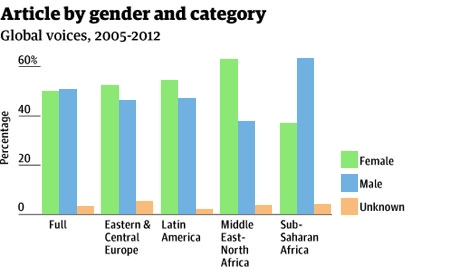 Article by gender and category
Global voices, 2005-2012
60%
40
20
0
Percentage
Full
Eastern &
Central
Europe
Latin
America
Middle
East-
North
Africa
Sub-
Saharan
Africa
Female
Male
Unknown